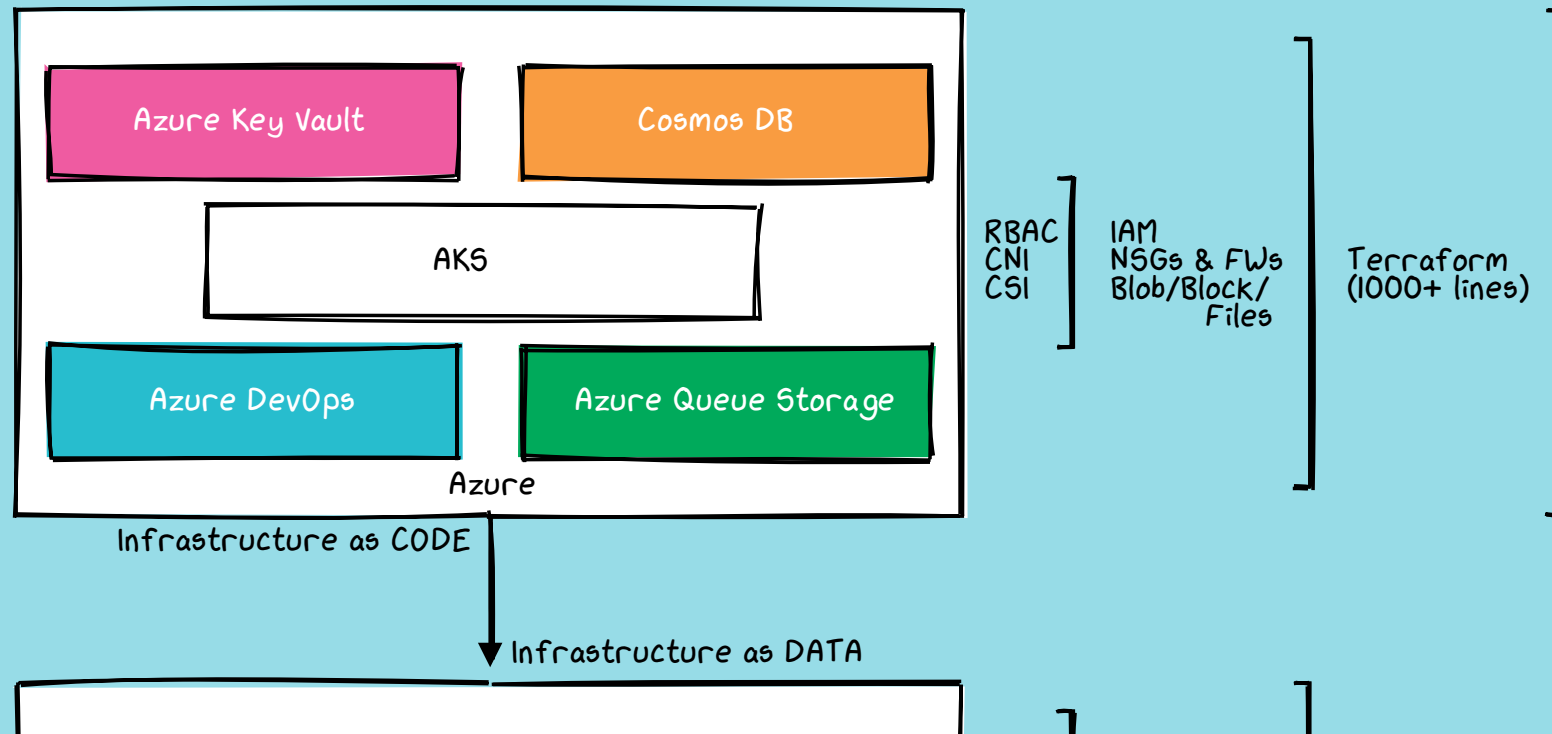 Azure Key Vault
Cosmos DB
AKS
Azure DevOps
Azure Queue Storage
Azure
RBAC
CNI
CSI
IAM
NSGs & FWs
Blob/Block/
Files
Terraform
(1000+ lines)
Infrastructure as CODE
Infrastructure as DATA